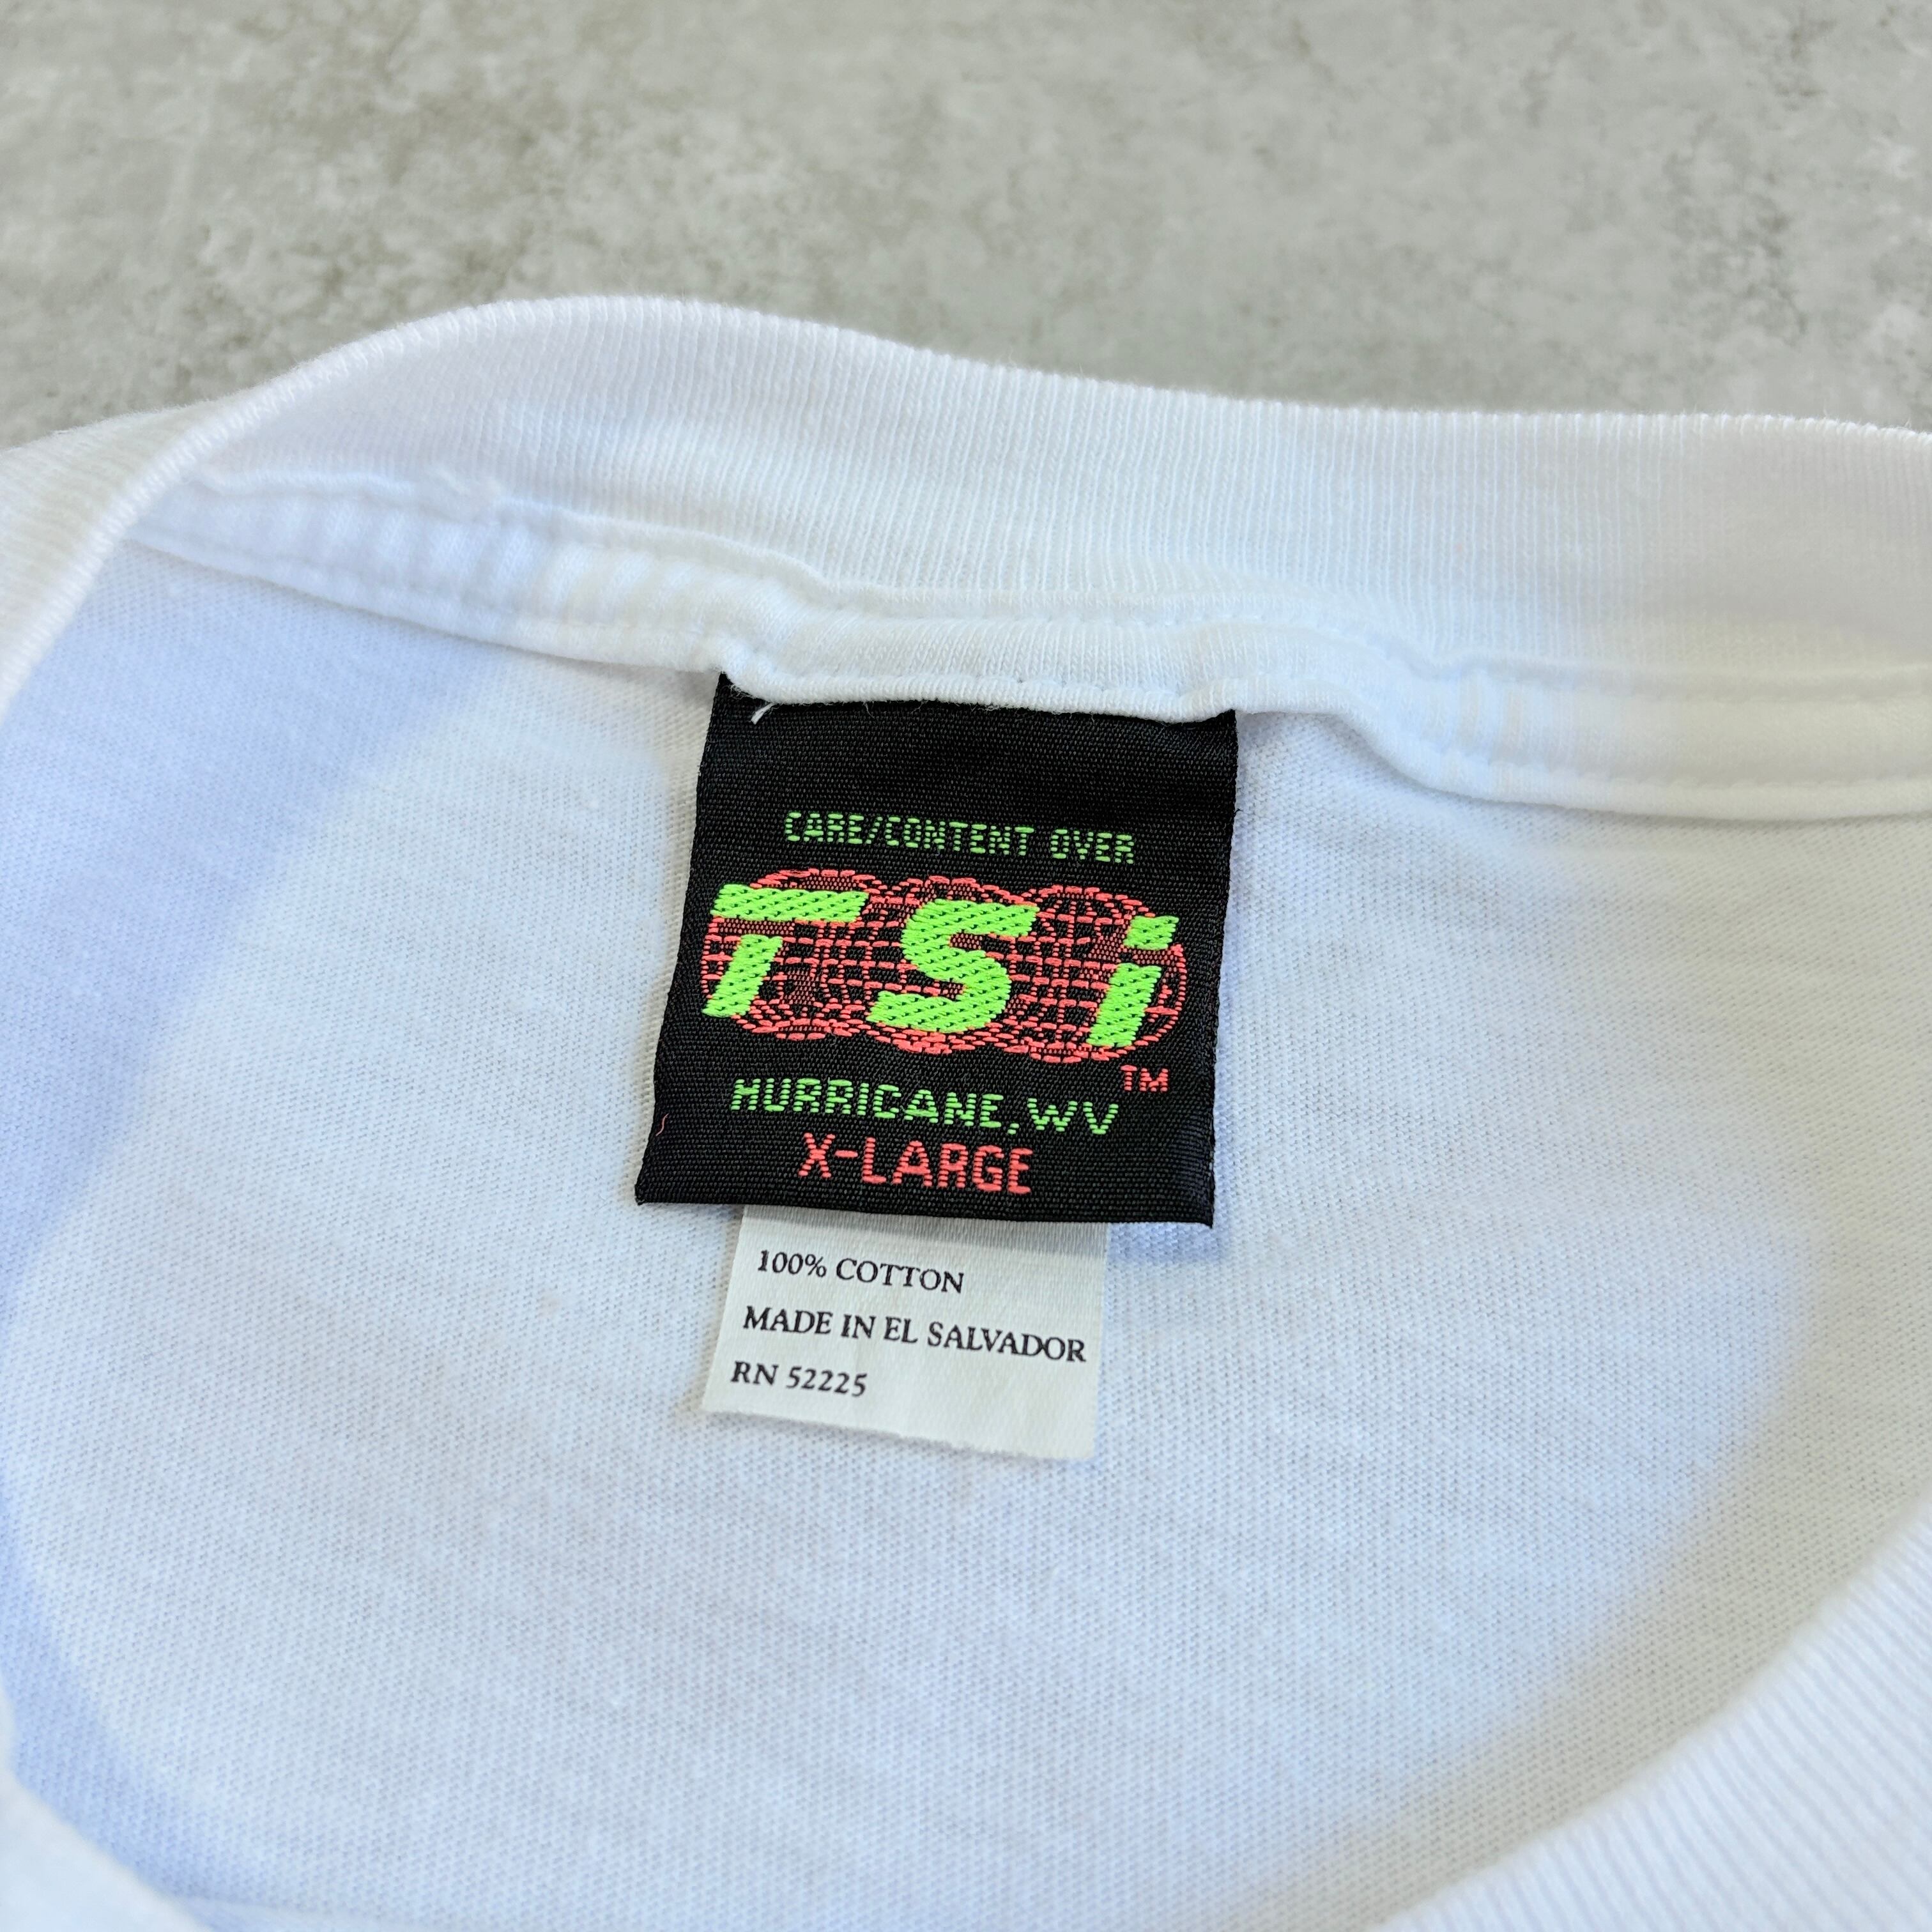 CARE/CONTENT OVER
TSi
TM
HURRICANE, WV
X-LARGE
100% COTTON
MADE IN EL SALVADOR
RN 52225